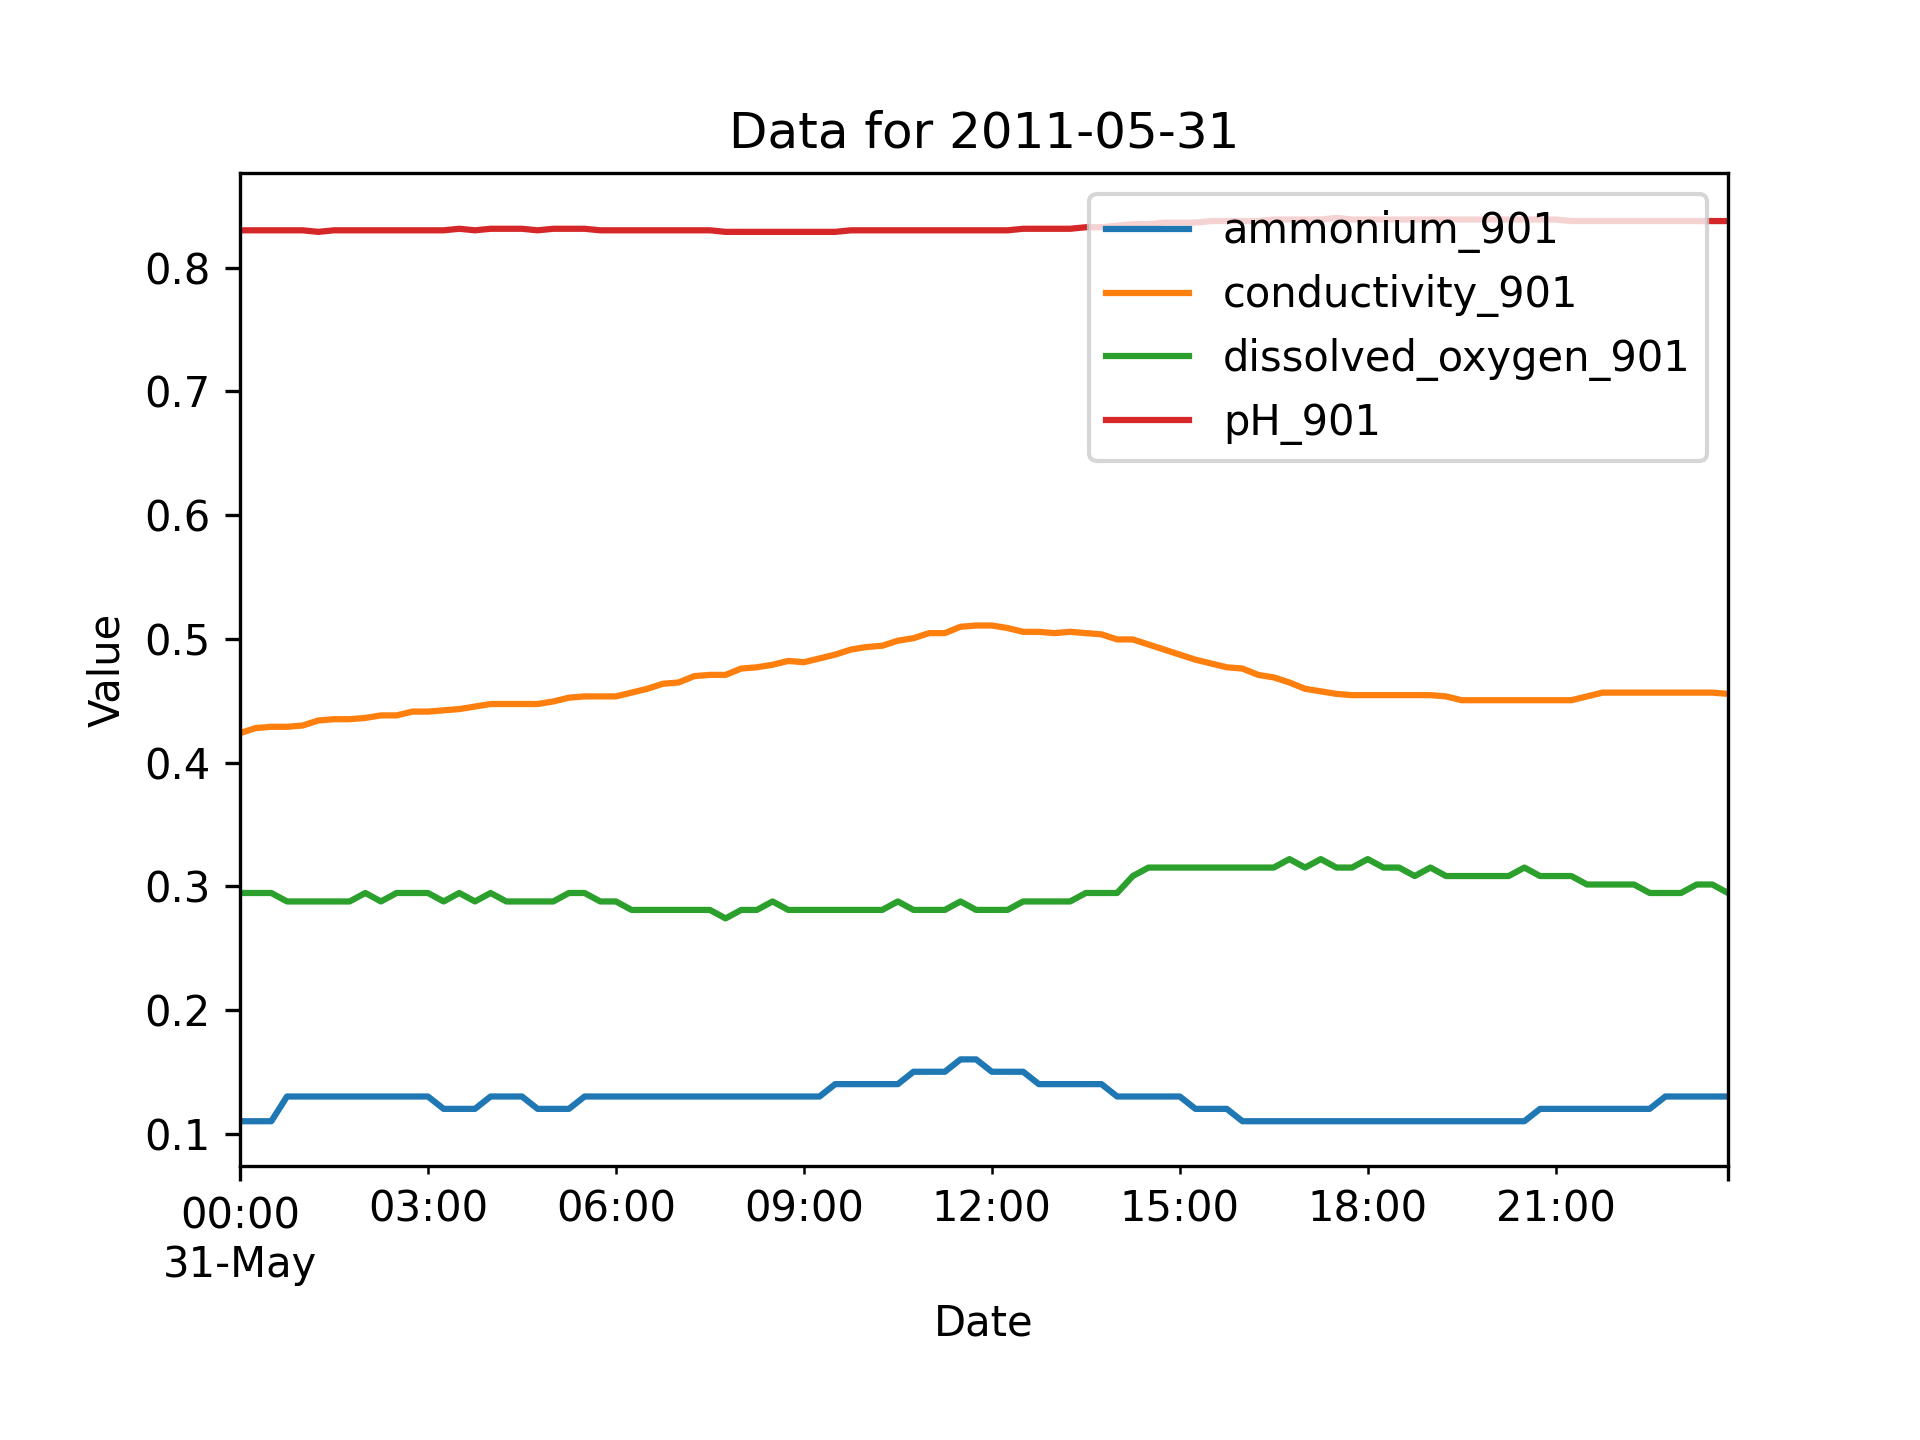 Data for 2011-05-31
ammonium_901
conductivity_901
dissolved_oxygen_901
pH_901
Value
0.8
0.7
0.6
0.5
0.4
0.3
0.2
0.1
00:00 03:00 06:00 09:00 12:00 15:00 18:00 21:00
31-May
Date